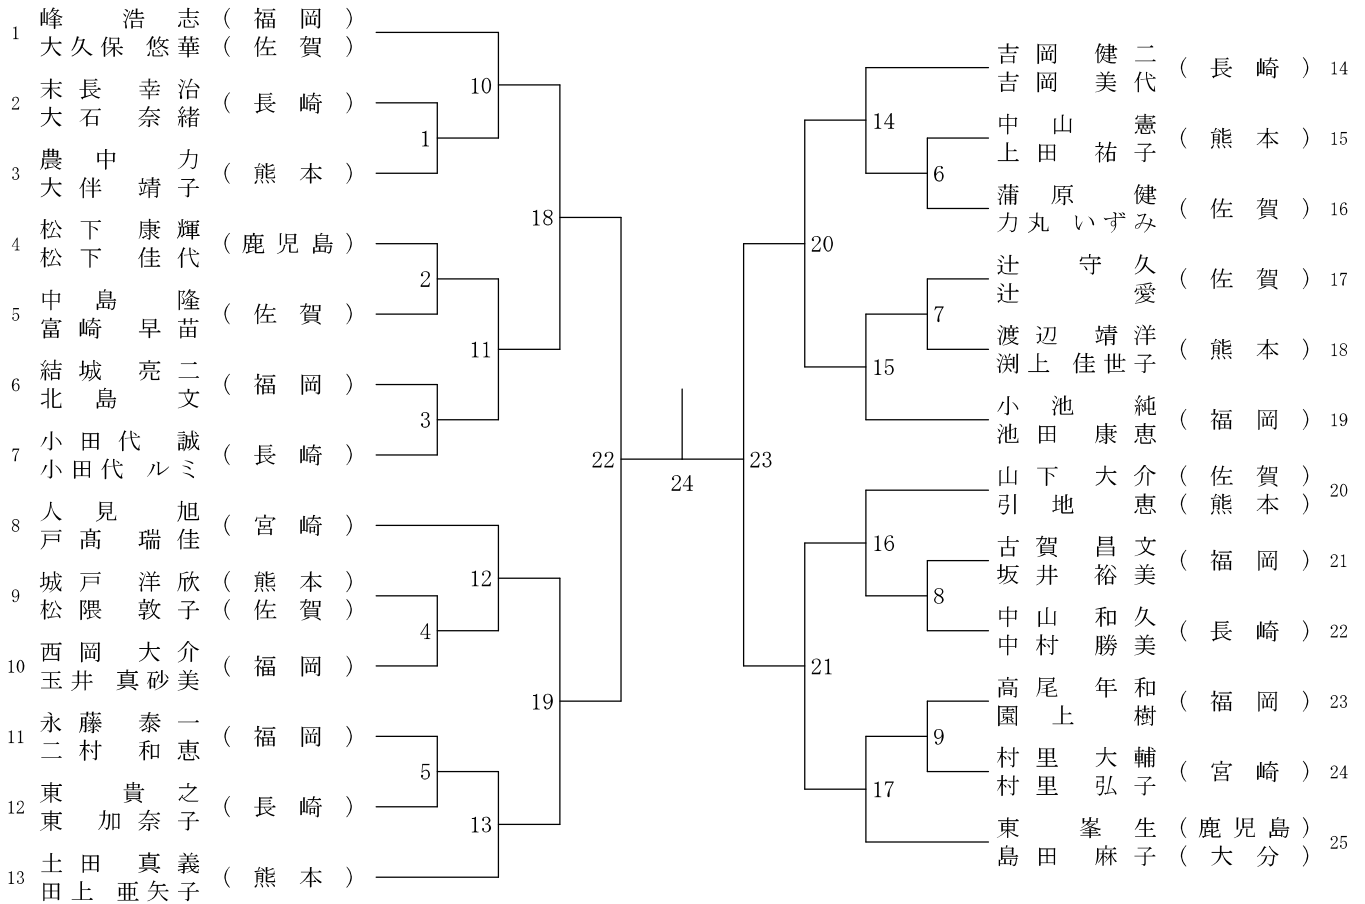 1 峰 浩志 (福岡)
大久保 悠華 (佐賀)
2 末長 幸治 (長崎)
大石 奈緒
3 農中 力 (熊本)
大伴 靖子
4 松下 康輝 (鹿児島)
松下 佳代
5 中島 隆 (佐賀)
富崎 早苗
6 結城 亮二 (福岡)
北島 文
7 小田代 誠 (長崎)
小田代 ルミ
8 人見 旭 (宮崎)
戸髙 瑞佳
9 城戸 洋欣 (熊本)
松隈 敦子 (佐賀)
10 西岡 大介 (福岡)
玉井 真砂美
11 永藤 泰一 (福岡)
二村 和恵
12 東 貴之 (長崎)
東 加奈子
13 土田 真義 (熊本)
田上 亜矢子
10
1
18
2
11
3
22
12
4
19
5
13
24
23
20
14
6
7
15
21
16
8
9
17
吉岡 健二 (長崎) 14
吉岡 美代
中山 憲 (熊本) 15
上田 祐子
蒲原 健 (佐賀) 16
力丸 いずみ
辻 守久 (佐賀) 17
辻 愛
渡辺 靖洋 (熊本) 18
渕上 佳世子
小池 純 (福岡) 19
池田 康恵
山下 大介 (佐賀) 20
引地 恵 (熊本)
古賀 昌文 (福岡) 21
坂井 裕美
中山 和久 (長崎) 22
中村 勝美
高尾 年和 (福岡) 23
園上 樹
村里 大輔 (宮崎) 24
村里 弘子
東 峯生 (鹿児島) 25
島田 麻子 (大分)